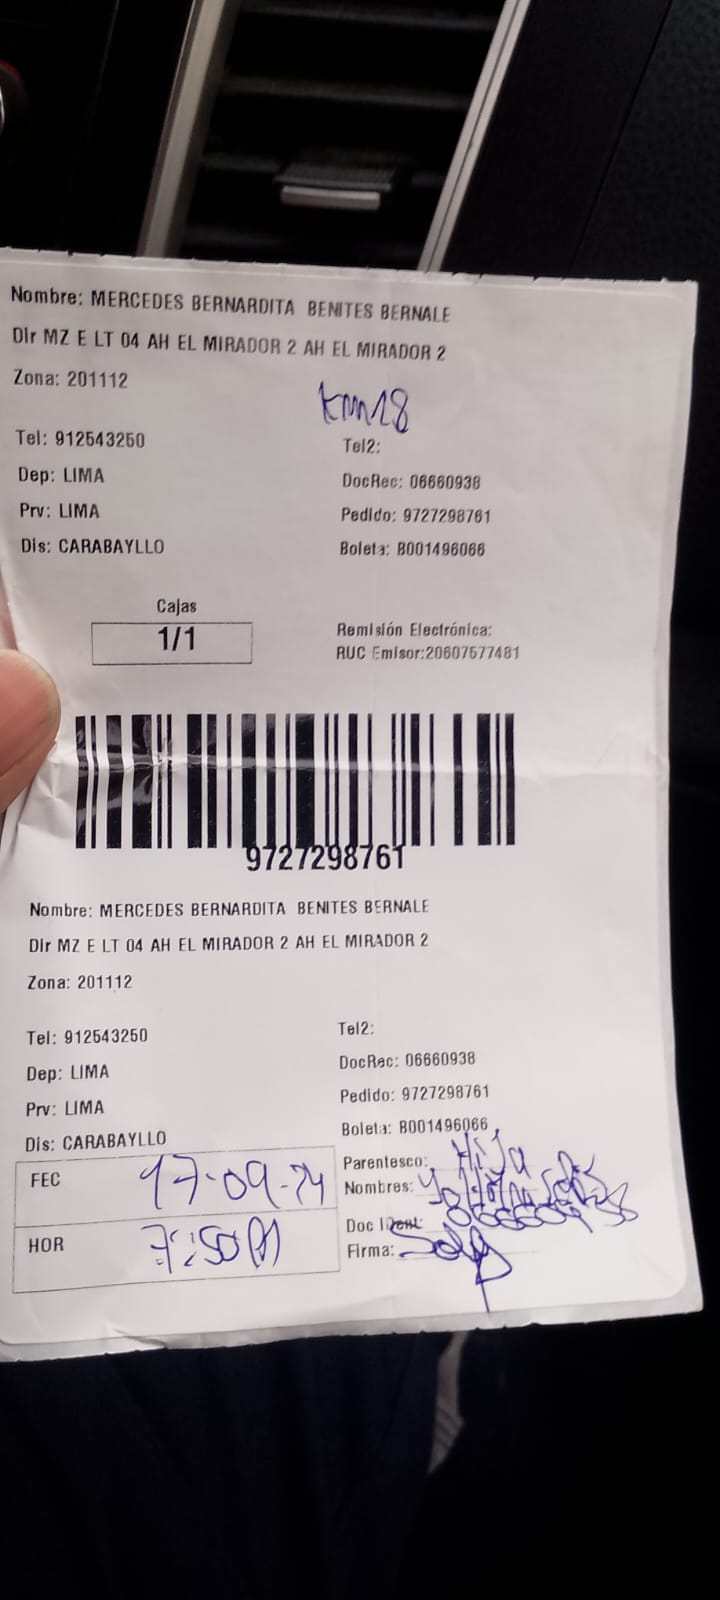 Nombre: MERCEDES BERNARDITA BENITES BERNALE
Dir MZ E LT 04 AH EL MIRADOR 2 AH EL MIRADOR 2
Zona: 201112
km18
Tel: 912543250 Tel2:
Dep: LIMA DocRec: 06660938
Prv: LIMA Pedido: 9727298761
Dis: CARABAYLLO Boleta: B001496066
Cajas
1/1
Remisión Electrónica:
RUC Emisor:20607577481
9727298761
Nombre: MERCEDES BERNARDITA BENITES BERNALE
Dir MZ E LT 04 AH EL MIRADOR 2 AH EL MIRADOR 2
Zona: 201112
Tel: 912543250 Tel2:
Dep: LIMA DocRec: 06660938
Prv: LIMA Pedido: 9727298761
Dis: CARABAYLLO Boleta: B001496066
FEC 17-09-24 Parentesco: Hija
Nombres:
HOR 7:50 Doc Ident:
Firma: